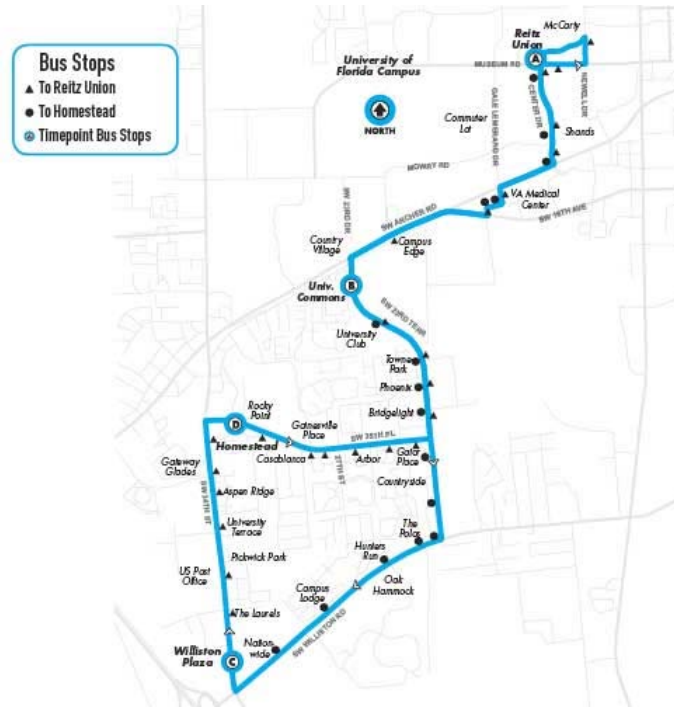 Bus Stops
To Reitz Union
To Homestead
Timepoint Bus Stops
University of
Florida Campus
NORTH
Reitz
Union
McCarty
A
MUSEUM RD
NEWELL DR
CENTER DR
GALE LEMERAND DR
Commuter
Lot
Shands
MOWRY RD
VA Medical
Center
SW 16TH AVE
SW ARCHER RD
SW 23RD DR
Country
Village
Campus
Edge
B
Univ.
Commons
SW 23RD TERR
University
Club
Towne
Park
Phoenix
Bridgelight
Rocky
Point
D
Homestead
Gainesville
Place
SW 35TH PL
Casablanca
27TH ST
Arbor
Gator
Place
Gateway
Glades
Countryside
SW 34TH ST
Aspen Ridge
University
Terrace
The
Polos
Pickwick Park
Hunters
Run
US Post
Office
Oak
Hammock
Campus
Lodge
The Laurels
SW WILLISTON RD
Williston
Plaza
C
Nation
wide